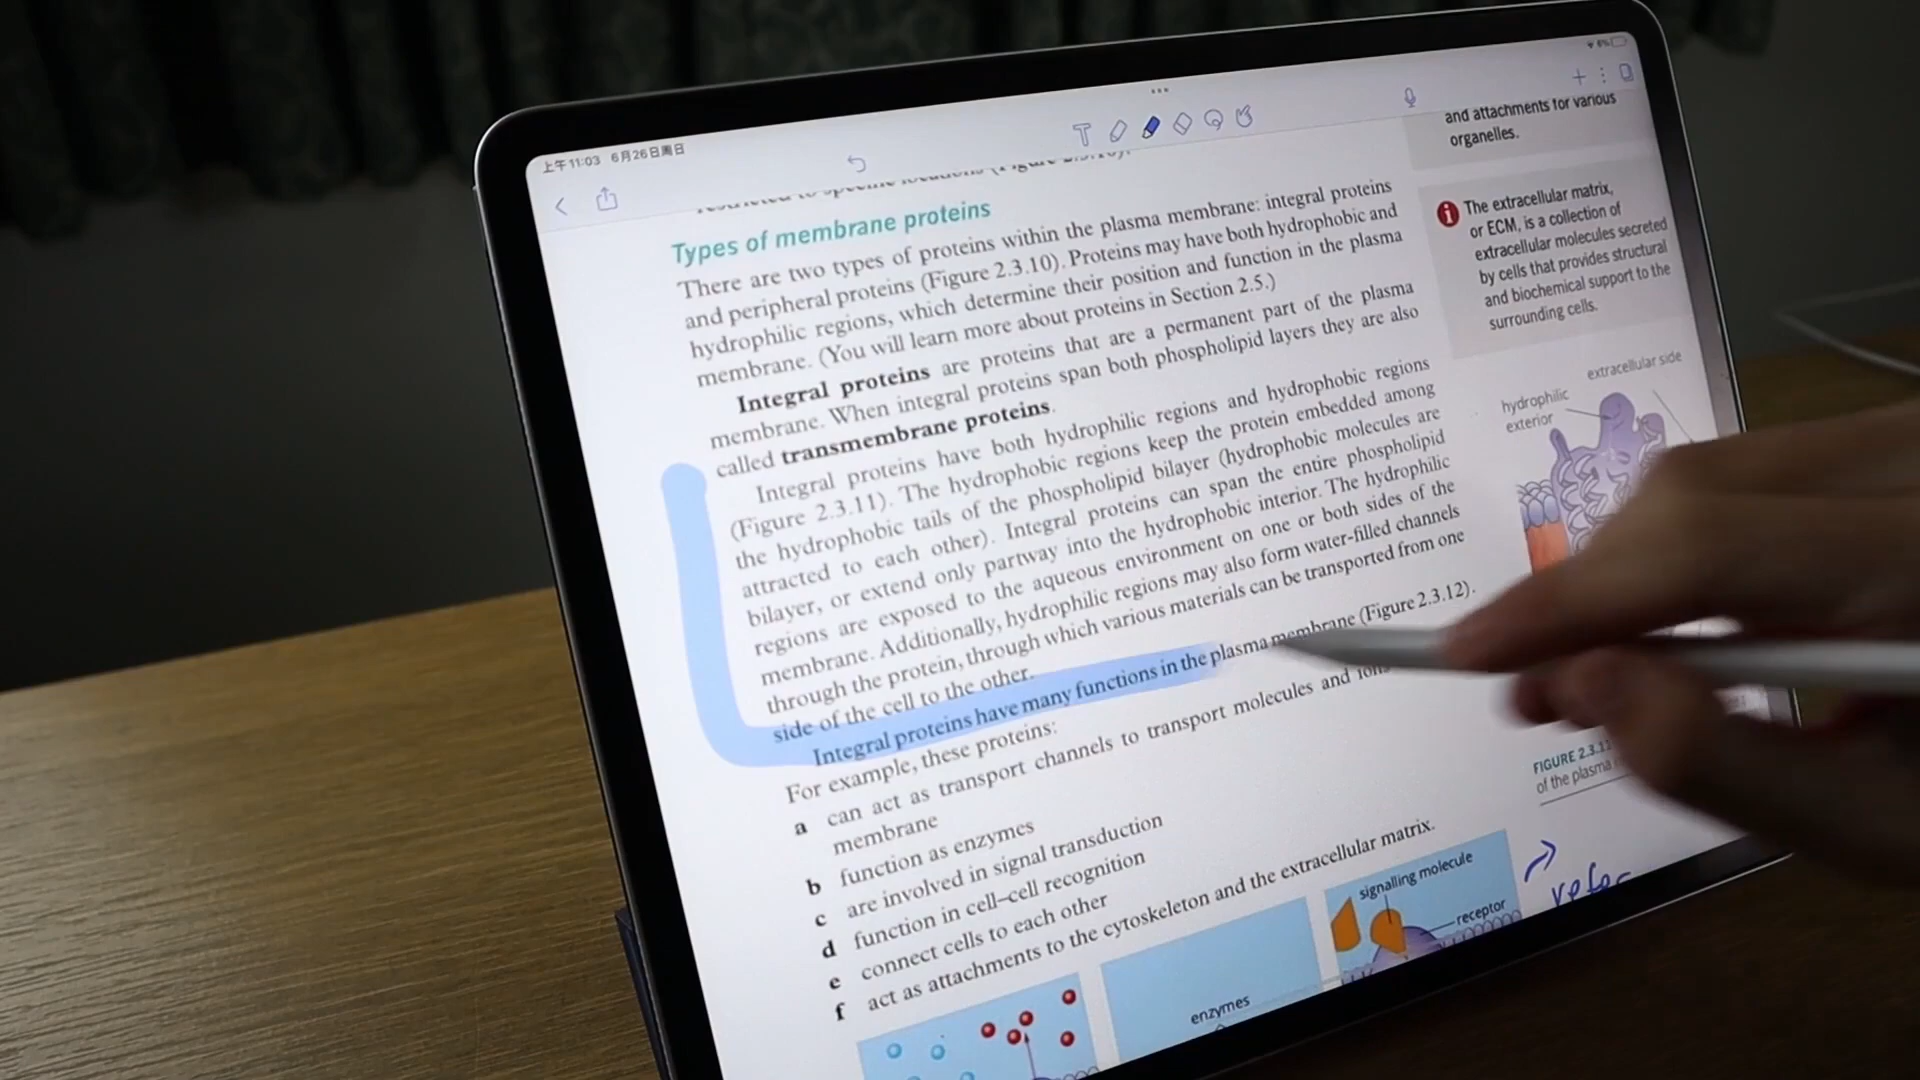 上午11:03 6月26日周日
6%
restricted to specific locations
Types of membrane proteins
There are two types of proteins within the plasma membrane: integral proteins
and peripheral proteins (Figure 2.3.10). Proteins may have both hydrophobic and
hydrophilic regions, which determine their position and function in the plasma
membrane. (You will learn more about proteins in Section 2.5.)
Integral proteins are proteins that are a permanent part of the plasma
membrane. When integral proteins span both phospholipid layers they are also
called transmembrane proteins.
Integral proteins have both hydrophilic regions and hydrophobic regions
(Figure 2.3.11). The hydrophobic regions keep the protein embedded among
the hydrophobic tails of the phospholipid bilayer (hydrophobic molecules are
attracted to each other). Integral proteins can span the entire phospholipid
bilayer, or extend only partway into the hydrophobic interior. The hydrophilic
regions are exposed to the aqueous environment on one or both sides of the
membrane. Additionally, hydrophilic regions may also form water-filled channels
through the protein, through which various materials can be transported from one
side of the cell to the other.
Integral proteins have many functions in the plasma membrane (Figure 2.3.12).
For example, these proteins:
a can act as transport channels to transport molecules and ions
membrane
b function as enzymes
c are involved in signal transduction
d function in cell–cell recognition
e connect cells to each other
f act as attachments to the cytoskeleton and the extracellular matrix.
enzymes
signalling molecule
receptor
and attachments for various
organelles.
The extracellular matrix,
or ECM, is a collection of
extracellular molecules secreted
by cells that provides structural
and biochemical support to the
surrounding cells.
extracellular side
hydrophilic
exterior
FIGURE 2.3.11
of the plasma